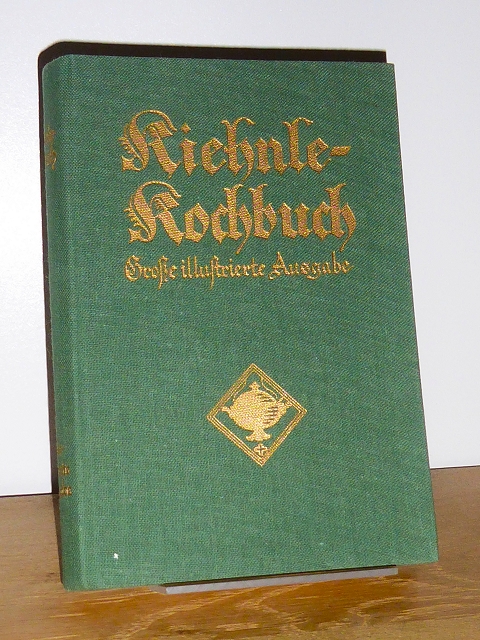 Kiehnle-
Kochbuch
Große illustrierte Ausgabe